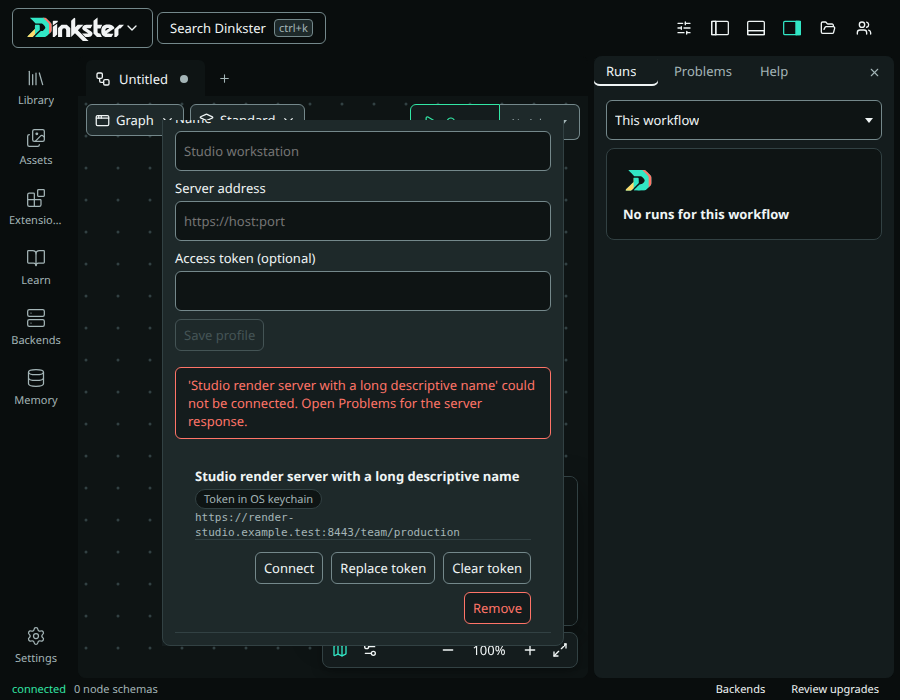 Dinkster
Search Dinkster ctrl+k
Library
Assets
Extensio...
Learn
Backends
Memory
Settings
Untitled
Graph
Name
Standard
Studio workstation
Server address
https://host:port
Access token (optional)
Save profile
'Studio render server with a long descriptive name' could
not be connected. Open Problems for the server
response.
Studio render server with a long descriptive name
Token in OS keychain
https://render-
studio.example.test:8443/team/production
Connect Replace token Clear token
Remove
100%
Runs Problems Help
This workflow
No runs for this workflow
connected 0 node schemas
Backends Review upgrades